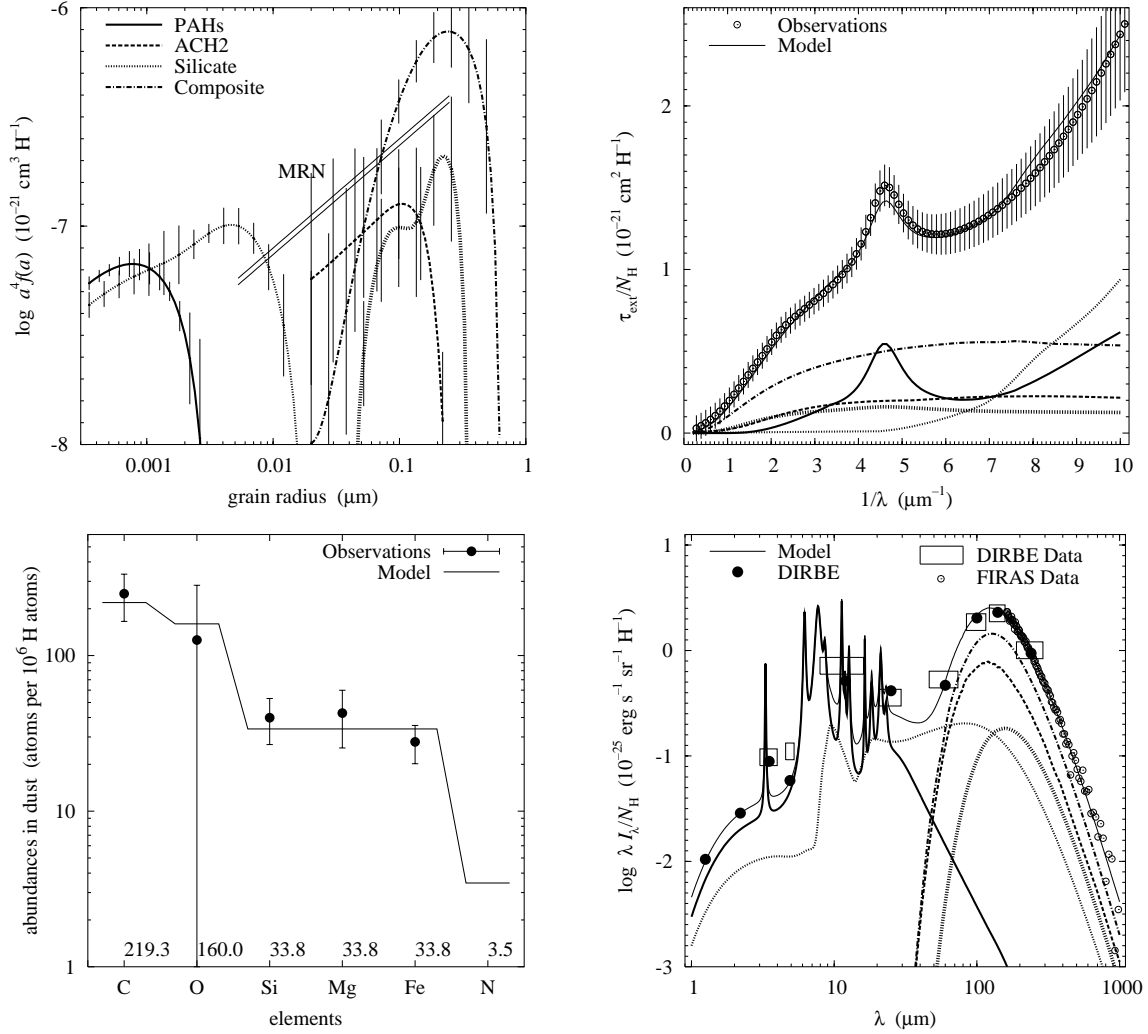 PAHs
ACH2
Silicate
Composite
MRN
-6
-7
-8
log a⁴f(a) (10⁻²¹ cm³ H⁻¹)
0.001
0.01
0.1
1
grain radius (μm)
Observations
Model
2
1
0
τext/NH (10⁻²¹ cm² H⁻¹)
0
1
2
3
4
5
6
7
8
9
10
1/λ (μm⁻¹)
Observations
Model
100
10
1
abundances in dust (atoms per 10⁶ H atoms)
219.3
160.0
33.8
33.8
33.8
3.5
C
O
Si
Mg
Fe
N
elements
Model
DIRBE
DIRBE Data
FIRAS Data
1
0
-1
-2
-3
log λ Iλ/NH (10⁻²⁵ erg s⁻¹ sr⁻¹ H⁻¹)
1
10
100
1000
λ (μm)